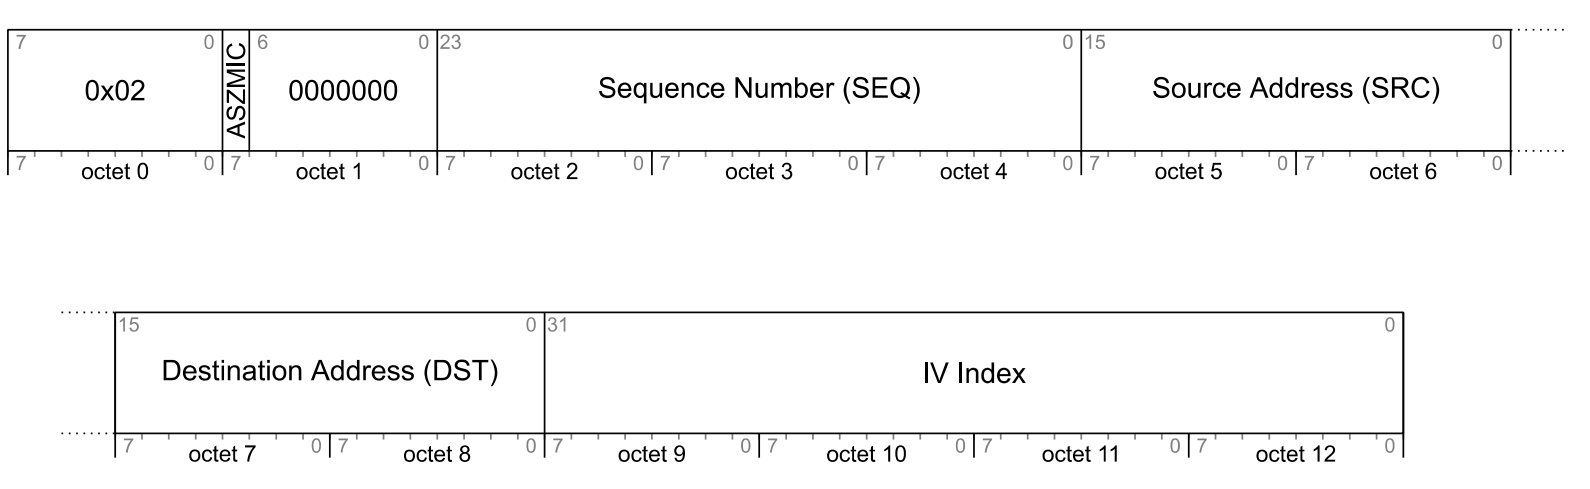 7 0 6 0 23 0 15 0
0x02 ASZMIC 0000000 Sequence Number (SEQ) Source Address (SRC)
7 0 7 0 7 0 7 0 7 0 7 0 7 0
octet 0 octet 1 octet 2 octet 3 octet 4 octet 5 octet 6
15 0 31 0
Destination Address (DST) IV Index
7 0 7 0 7 0 7 0 7 0 7 0
octet 7 octet 8 octet 9 octet 10 octet 11 octet 12